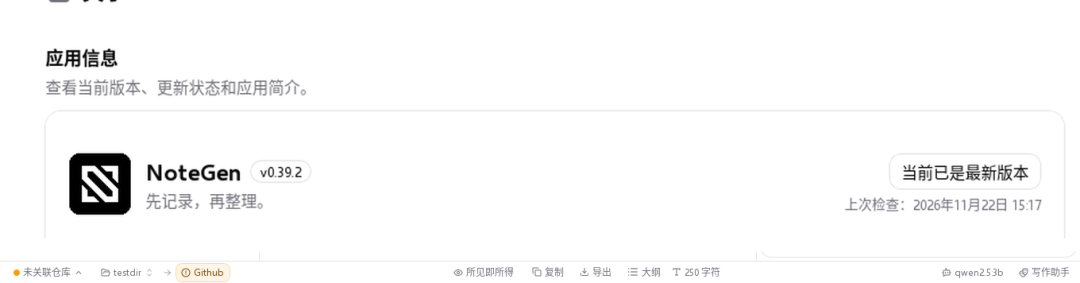 应用信息
查看当前版本、更新状态和应用简介。
NoteGen v0.39.2
先记录，再整理。
当前已是最新版本
上次检查：2026年11月22日 15:17
未关联仓库 testdir Github 所见即所得 复制 导出 大纲 250 字符 qwen2.53b 写作助手